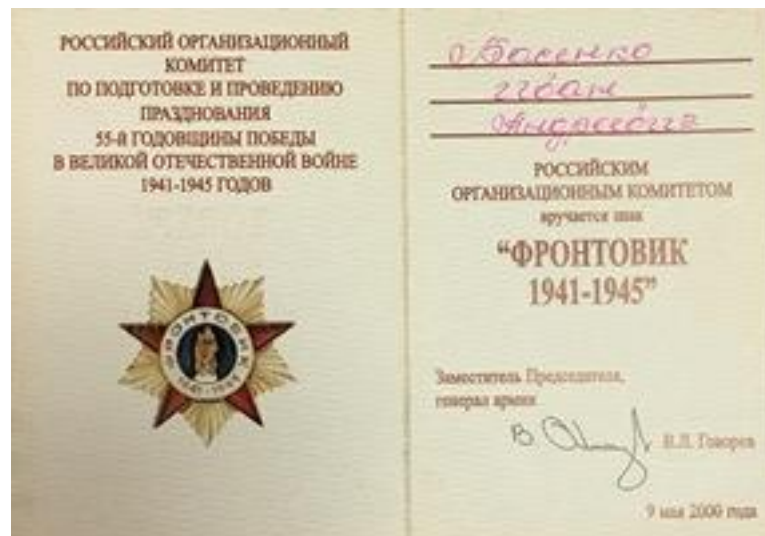 РОССИЙСКИЙ ОРГАНИЗАЦИОННЫЙ
КОМИТЕТ
ПО ПОДГОТОВКЕ И ПРОВЕДЕНИЮ
ПРАЗДНОВАНИЯ
55-Й ГОДОВЩИНЫ ПОБЕДЫ
В ВЕЛИКОЙ ОТЕЧЕСТВЕННОЙ ВОЙНЕ
1941-1945 ГОДОВ
ФРОНТОВИК
1941-1945
Басенко
Иван
Андреевич
РОССИЙСКИМ
ОРГАНИЗАЦИОННЫМ КОМИТЕТОМ
вручается знак
“ФРОНТОВИК
1941-1945”
Заместитель Председателя,
генерал армии
В.Л. Говоров
9 мая 2000 года